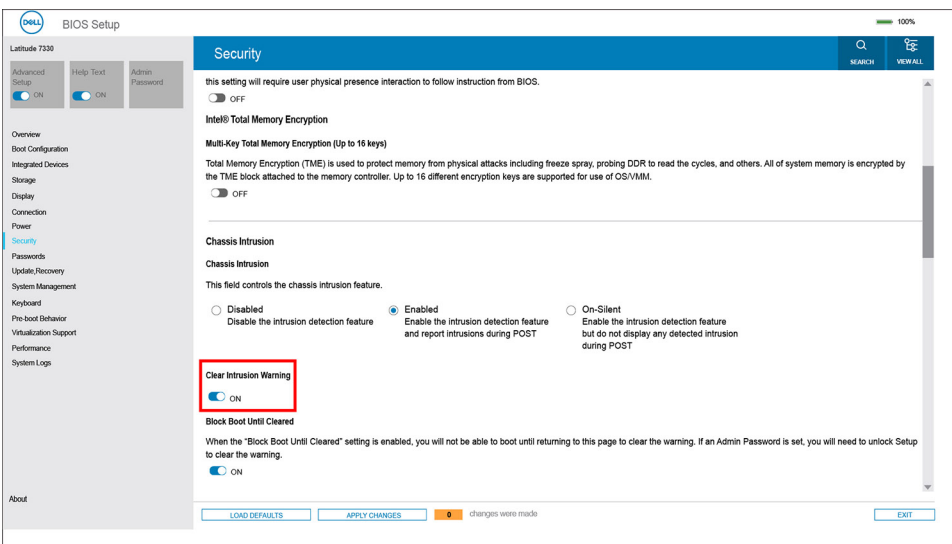 DELL
BIOS Setup
100%
Latitude 7330
Advanced Setup
ON
Help Text
ON
Admin Password
Overview
Boot Configuration
Integrated Devices
Storage
Display
Connection
Power
Security
Passwords
Update,Recovery
System Management
Keyboard
Pre-boot Behavior
Virtualization Support
Performance
System Logs
About
Security
SEARCH
VIEW ALL
this setting will require user physical presence interaction to follow instruction from BIOS.
OFF
Intel® Total Memory Encryption
Multi-Key Total Memory Encryption (Up to 16 keys)
Total Memory Encryption (TME) is used to protect memory from physical attacks including freeze spray, probing DDR to read the cycles, and others. All of system memory is encrypted by
the TME block attached to the memory controller. Up to 16 different encryption keys are supported for use of OS/VMM.
OFF
Chassis Intrusion
Chassis Intrusion
This field controls the chassis intrusion feature.
Disabled
Disable the intrusion detection feature
Enabled
Enable the intrusion detection feature
and report intrusions during POST
On-Silent
Enable the intrusion detection feature
but do not display any detected intrusion
during POST
Clear Intrusion Warning
ON
Block Boot Until Cleared
When the "Block Boot Until Cleared" setting is enabled, you will not be able to boot until returning to this page to clear the warning. If an Admin Password is set, you will need to unlock Setup
to clear the warning.
ON
LOAD DEFAULTS
APPLY CHANGES
0 changes were made
EXIT